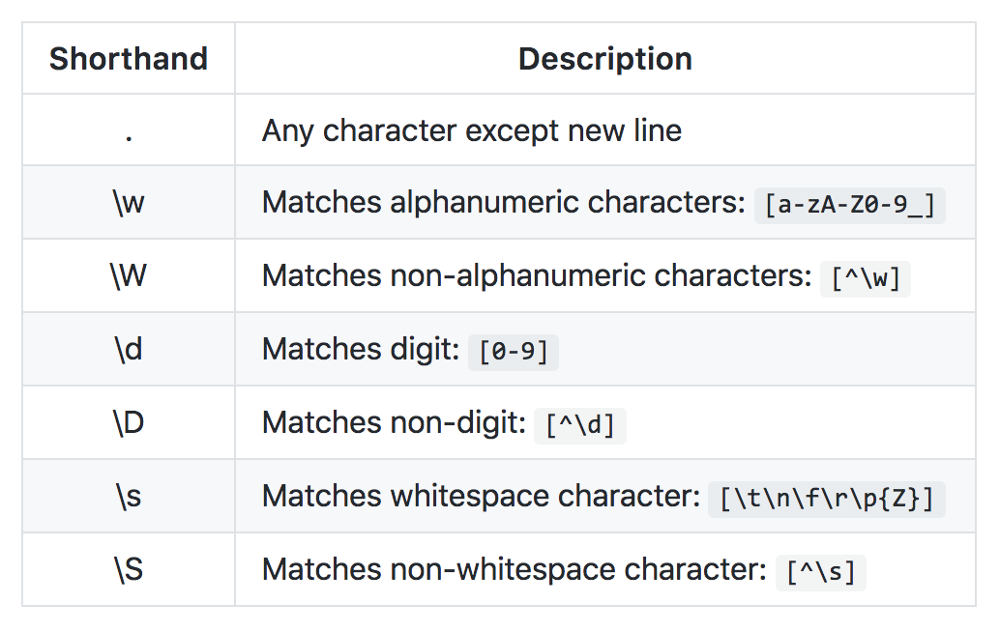 Shorthand Description
. Any character except new line
\w Matches alphanumeric characters: [a-zA-Z0-9_]
\W Matches non-alphanumeric characters: [^\w]
\d Matches digit: [0-9]
\D Matches non-digit: [^\d]
\s Matches whitespace character: [\t\n\f\r\p{Z}]
\S Matches non-whitespace character: [^\s]